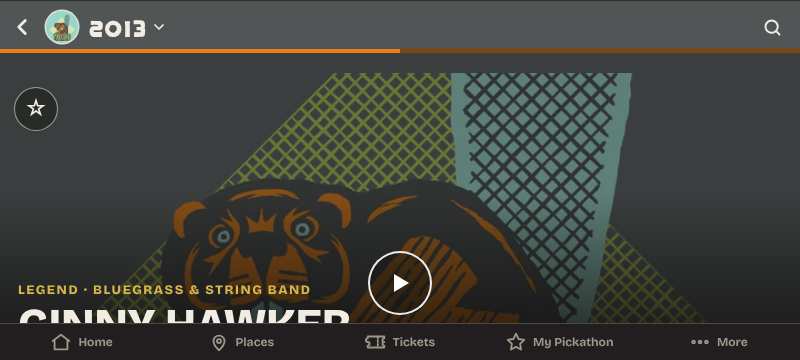 2013
LEGEND · BLUEGRASS & STRING BAND
GINNY HAWKER
Home
Places
Tickets
My Pickathon
More